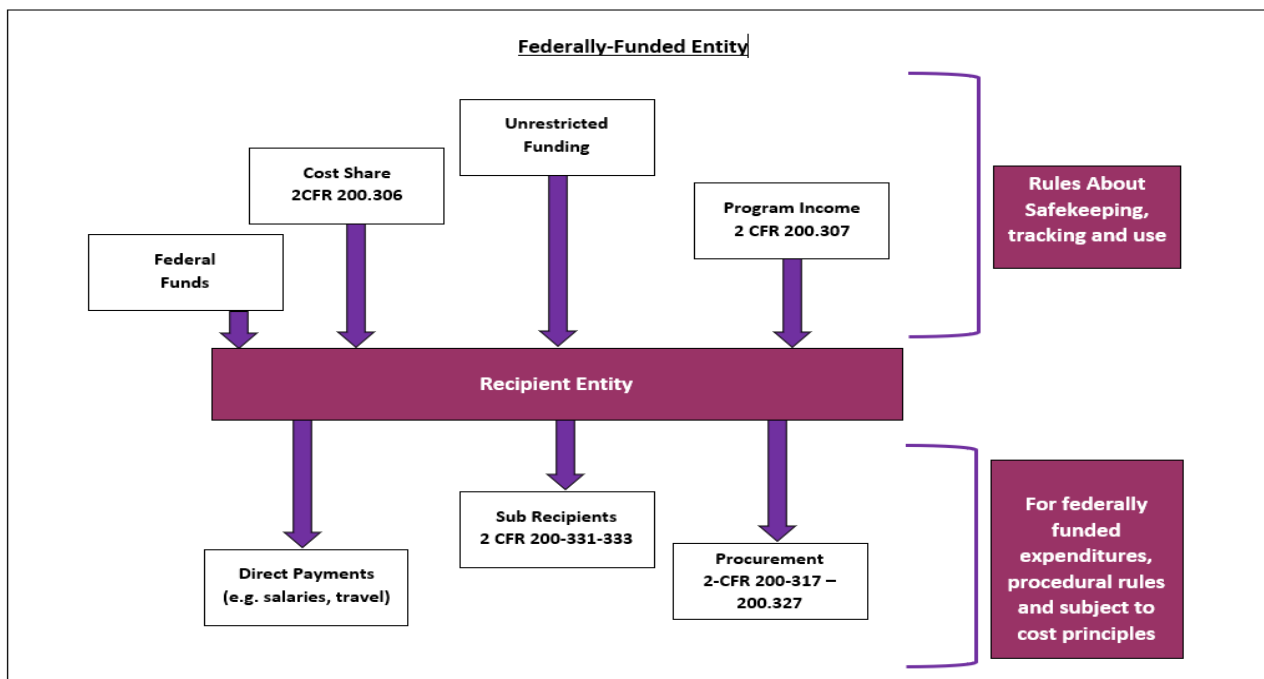 Federally-Funded Entity
Unrestricted
Funding
Cost Share
2CFR 200.306
Program Income
2 CFR 200.307
Federal
Funds
Rules About
Safekeeping,
tracking and use
Recipient Entity
Direct Payments
(e.g. salaries, travel)
Sub Recipients
2 CFR 200-331-333
Procurement
2-CFR 200-317 –
200.327
For federally
funded
expenditures,
procedural rules
and subject to
cost principles